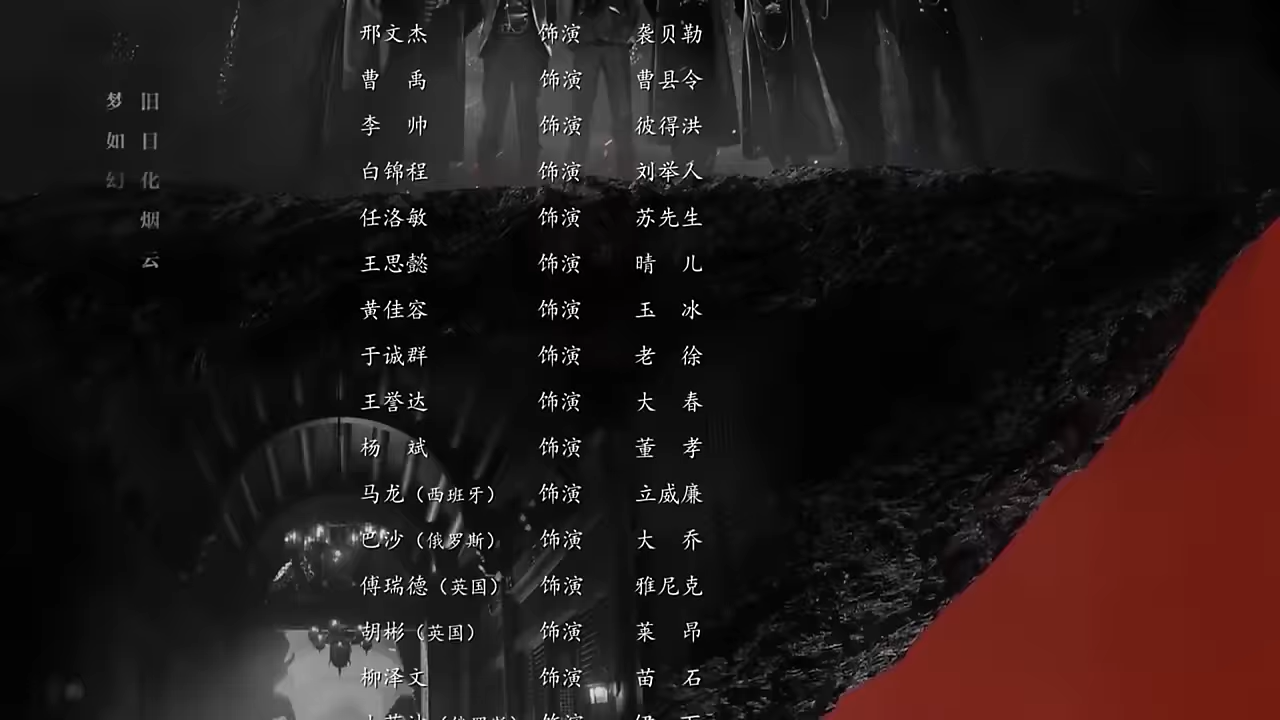 旧日化烟云
梦如幻
邢文杰 饰演 袭贝勒
曹 禹 饰演 曹县令
李 帅 饰演 彼得洪
白锦程 饰演 刘举人
任洛敏 饰演 苏先生
王思懿 饰演 晴 儿
黄佳容 饰演 玉 冰
于诚群 饰演 老 徐
王誉达 饰演 大 春
杨 斌 饰演 董 孝
马龙（西班牙） 饰演 立威廉
巴沙（俄罗斯） 饰演 大 乔
傅瑞德（英国） 饰演 雅尼克
胡彬（英国） 饰演 莱 昂
柳泽文 饰演 苗 石